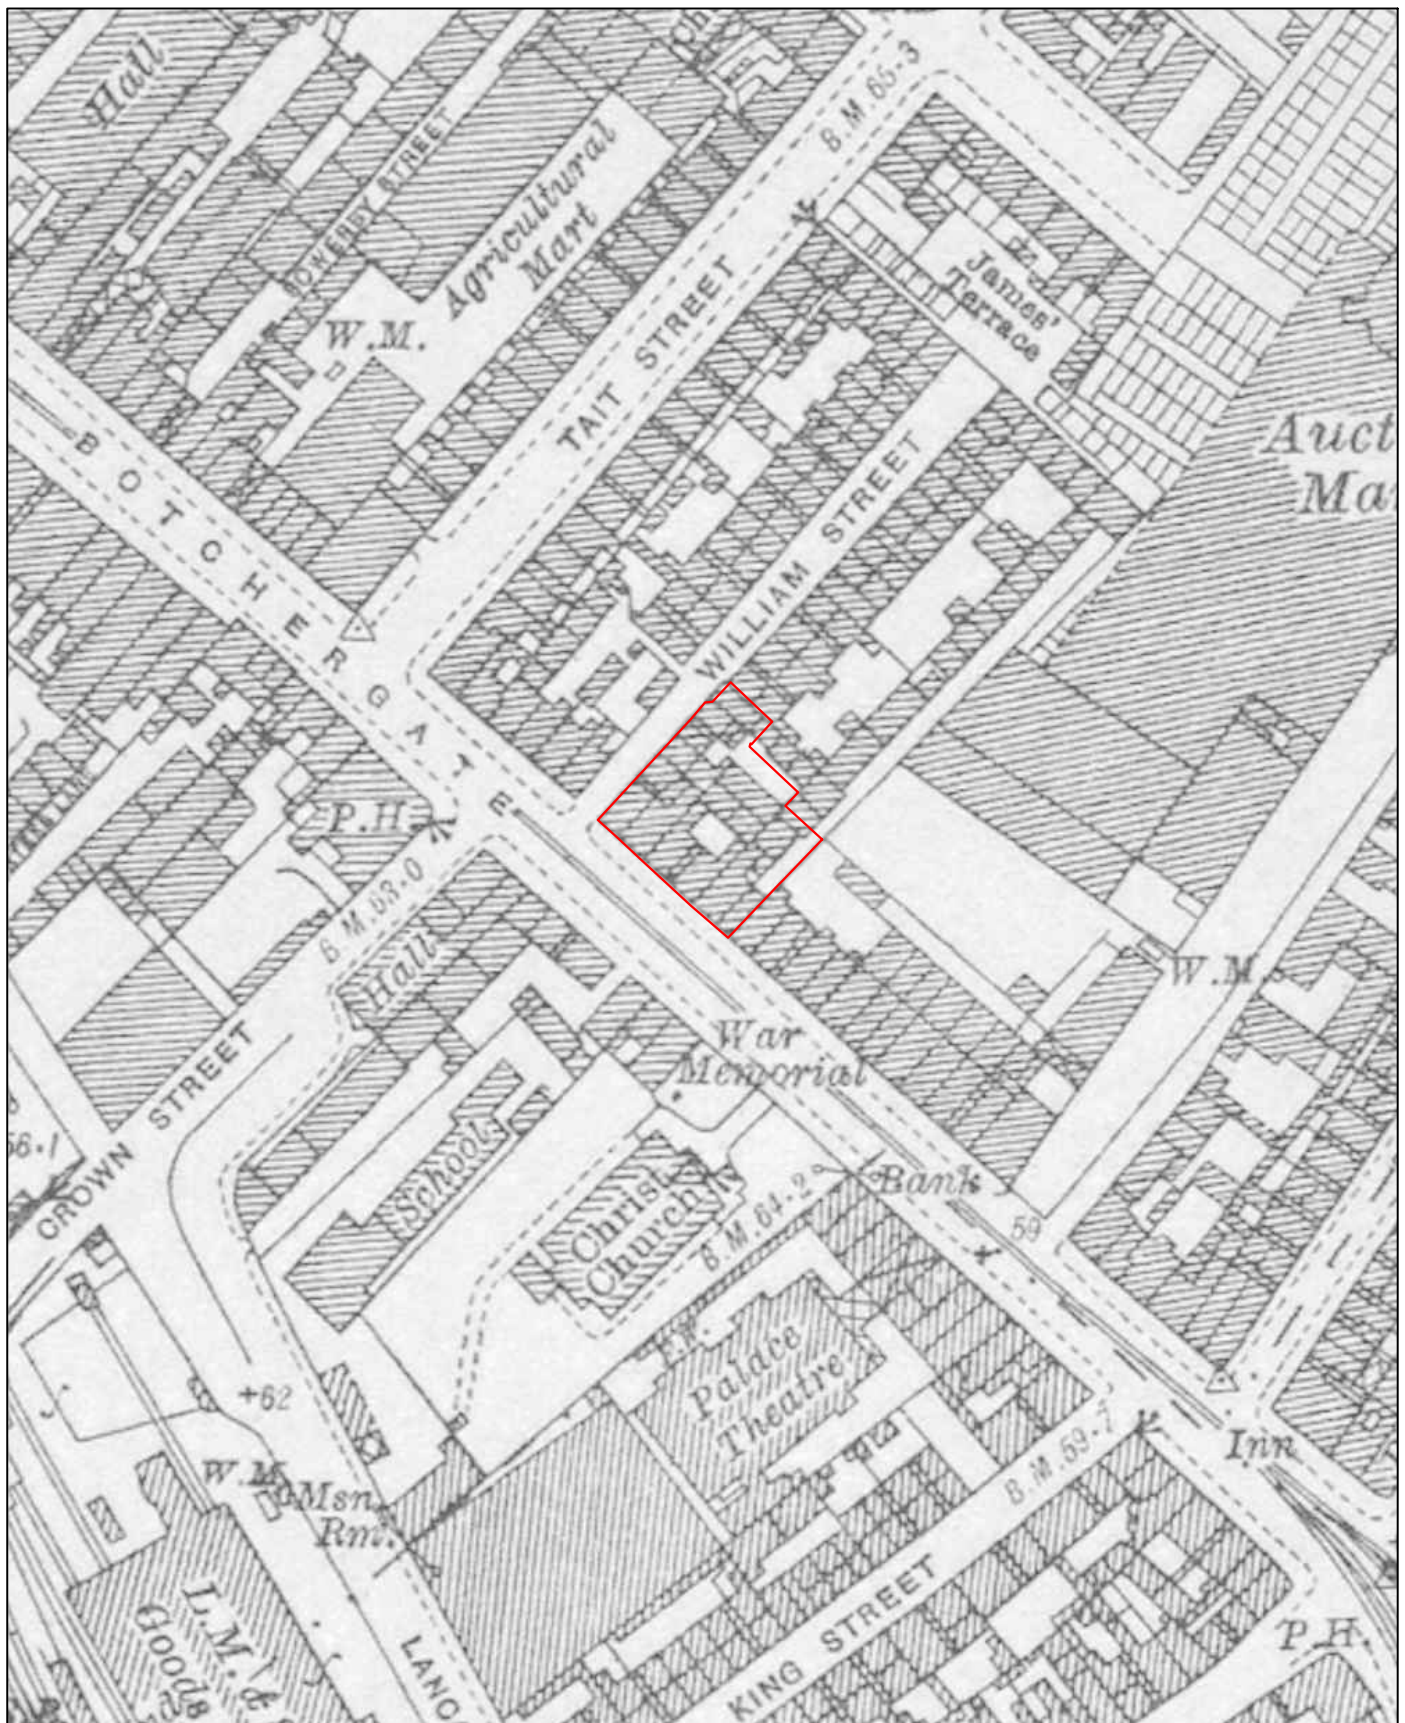 Hall
B.M. 65·3
Agricultural
Mart
James'
Terrace
W.M.
TAIT STREET
Auct
Ma
BOTCHERGATE
WILLIAM STREET
P.H.
B.M. 63·0
Hall
W.M.
War
Memorial
CROWN STREET
School
Bank
Christ
Church
B.M. 64·2
59
Palace
Theatre
+62
Inn
B.M. 59·7
W.M.
Msn.
Rm.
L.M. &
Goods
LANC
KING STREET
P.H.